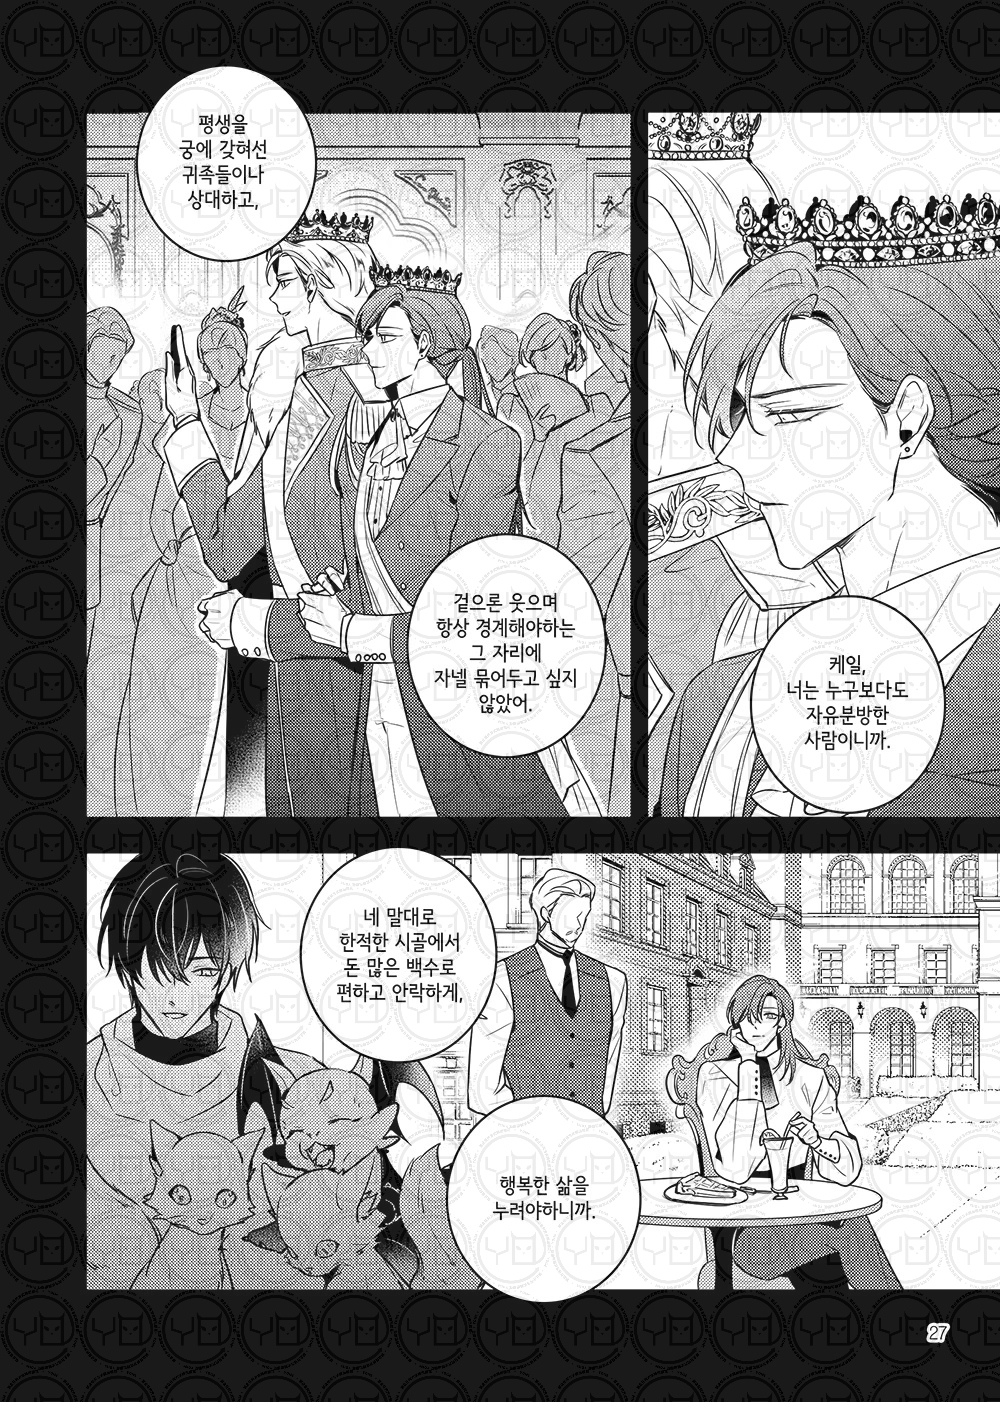 평생을
궁에 갖혀선
귀족들이나
상대하고,
겉으론 웃으며
항상 경계해야하는
그 자리에
자넬 묶어두고 싶지
않았어.
케일,
너는 누구보다도
자유분방한
사람이니까.
네 말대로
한적한 시골에서
돈 많은 백수로
편하고 안락하게,
행복한 삶을
누려야하니까.
27